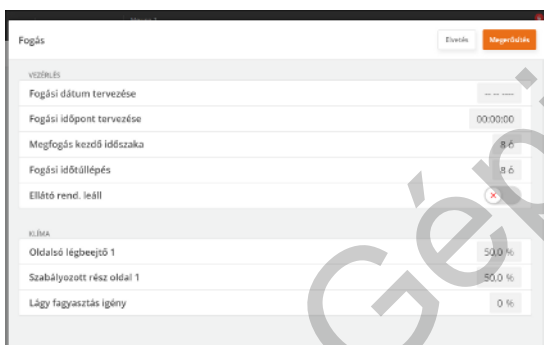 Fogás
Elvetés
Megerősítés
VEZÉRLÉS
Fogási dátum tervezése
-- -- ----
Fogási időpont tervezése
00:00:00
Megfogás kezdő időszaka
8 ó
Fogási időtúllépés
8 ó
Ellátó rend. leáll
KLÍMA
Oldalsó légbeejtő 1
50,0 %
Szabályozott rész oldal 1
50,0 %
Lágy fagyasztás igény
0 %
Gépi